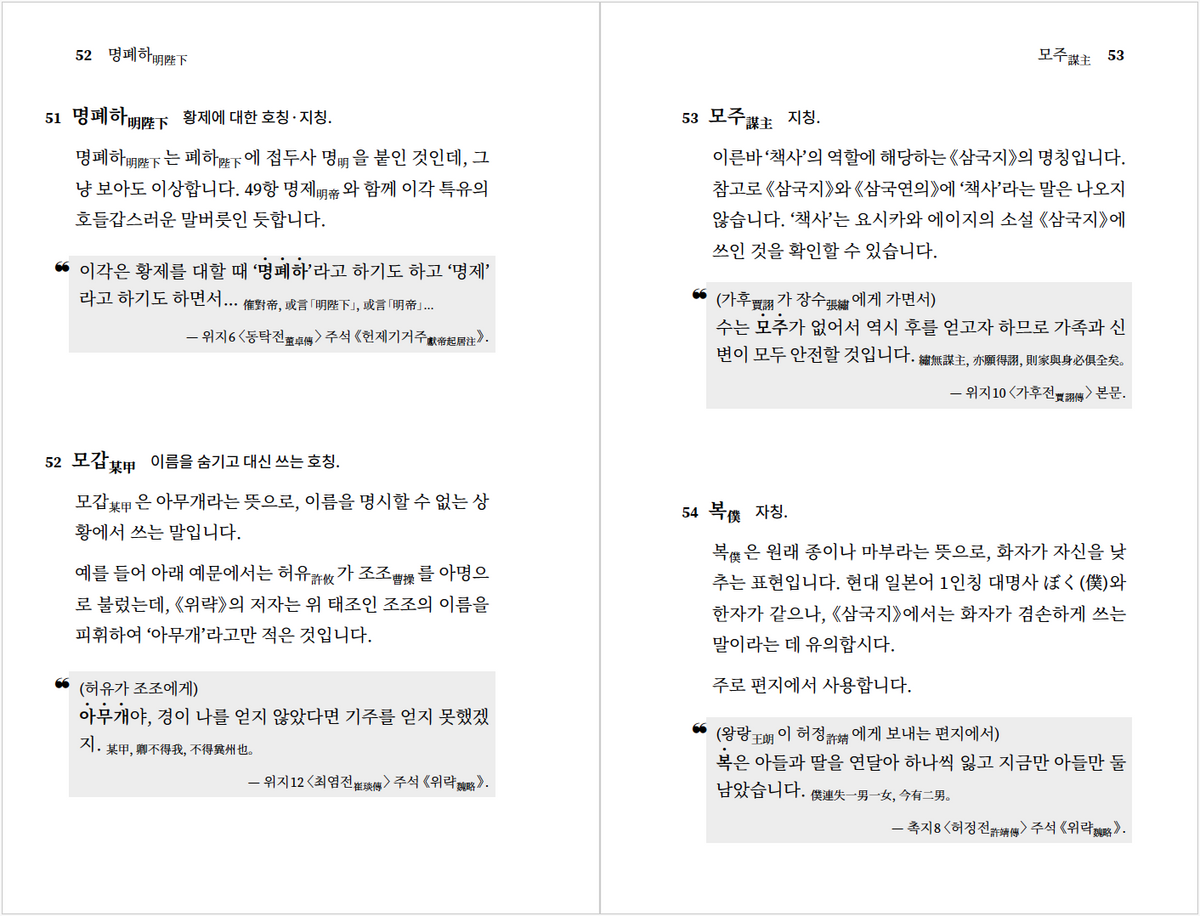 52 명폐하明陛下
51 명폐하明陛下 황제에 대한 호칭·지칭.
명폐하明陛下는 폐하陛下에 접두사 명明을 붙인 것인데, 그
냥 보아도 이상합니다. 49항 명제明帝와 함께 이각 특유의
호들갑스러운 말버릇인 듯합니다.
❝ 이각은 황제를 대할 때 ‘명폐하’라고 하기도 하고 ‘명제’
라고 하기도 하면서… 傕對帝, 或言「明陛下」, 或言「明帝」…
— 위지6〈동탁전董卓傳〉주석《헌제기거주獻帝起居注》.
52 모갑某甲 이름을 숨기고 대신 쓰는 호칭.
모갑某甲은 아무개라는 뜻으로, 이름을 명시할 수 없는 상
황에서 쓰는 말입니다.
예를 들어 아래 예문에서는 허유許攸가 조조曹操를 아명으
로 불렀는데,《위략》의 저자는 위 태조인 조조의 이름을
피휘하여 ‘아무개’라고만 적은 것입니다.
❝ (허유가 조조에게)
아무개야, 경이 나를 얻지 않았다면 기주를 얻지 못했겠
지. 某甲, 卿不得我, 不得兾州也。
— 위지12〈최염전崔琰傳〉주석《위략魏略》.
모주謀主 53
53 모주謀主 지칭.
이른바 ‘책사’의 역할에 해당하는《삼국지》의 명칭입니다.
참고로《삼국지》와《삼국연의》에 ‘책사’라는 말은 나오지
않습니다. ‘책사’는 요시카와 에이지의 소설《삼국지》에
쓰인 것을 확인할 수 있습니다.
❝ (가후賈詡가 장수張繡에게 가면서)
수는 모주가 없어서 역시 후를 얻고자 하므로 가족과 신
변이 모두 안전할 것입니다. 繡無謀主, 亦願得詡, 則家與身必俱全矣。
— 위지10〈가후전賈詡傳〉본문.
54 복僕 자칭.
복僕은 원래 종이나 마부라는 뜻으로, 화자가 자신을 낮
추는 표현입니다. 현대 일본어 1인칭 대명사 ぼく(僕)와
한자가 같으나,《삼국지》에서는 화자가 겸손하게 쓰는
말이라는 데 유의합시다.
주로 편지에서 사용합니다.
❝ (왕랑王朗이 허정許靖에게 보내는 편지에서)
복은 아들과 딸을 연달아 하나씩 잃고 지금만 아들만 둘
남았습니다. 僕連失一男一女, 今有二男。
— 촉지8〈허정전許靖傳〉주석《위략魏略》.